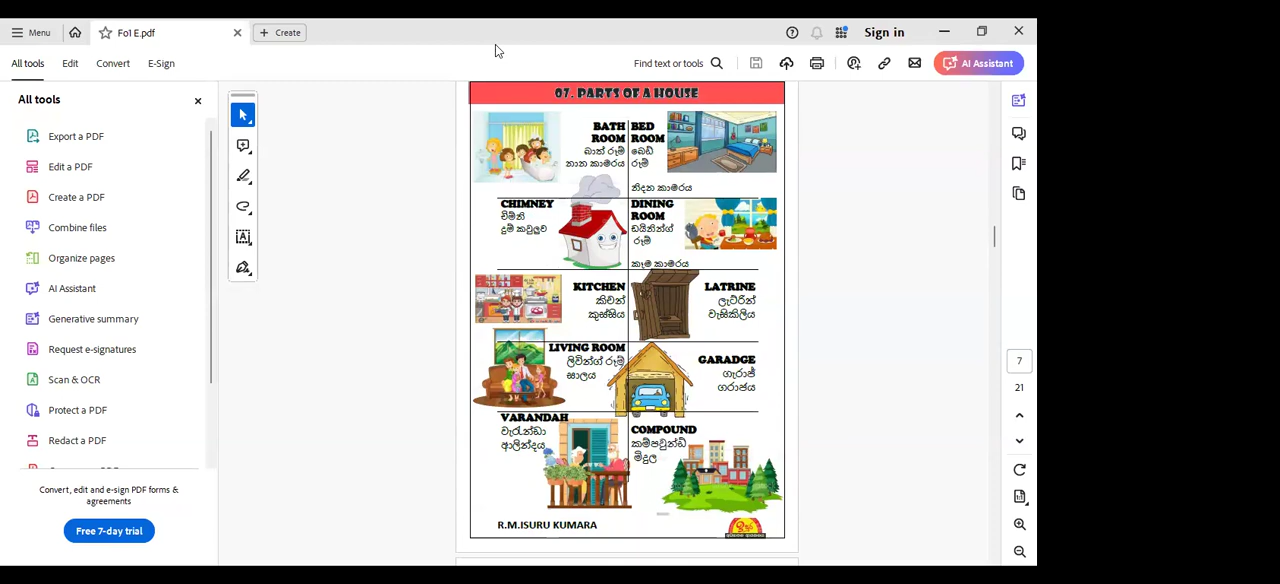 Menu
Fo1 E.pdf
Create
Sign in
All tools
Edit
Convert
E-Sign
Find text or tools
AI Assistant
All tools
Export a PDF
Edit a PDF
Create a PDF
Combine files
Organize pages
AI Assistant
Generative summary
Request e-signatures
Scan & OCR
Protect a PDF
Redact a PDF
Convert, edit and e-sign PDF forms &
agreements
Free 7-day trial
07. PARTS OF A HOUSE
BATH
ROOM
බාත් රූම්
නාන කාමරය
BED
ROOM
බෙඩ්
රූම්
නිදන කාමරය
CHIMNEY
චිම්නි
දුම් කවුලුව
DINING
ROOM
ඩයිනින්ග්
රූම්
කෑම කාමරය
KITCHEN
කිචන්
කුස්සිය
LATRINE
ලැට්රින්
වැසිකිලිය
LIVING ROOM
ලිවින්ග් රූම්
සාලය
GARADGE
ගැරාජ්
ගරාජය
VARANDAH
වැරැන්ඩා
ආලින්දය
COMPOUND
කම්පවුන්ඩ්
මිදුල
R.M.ISURU KUMARA
7
21